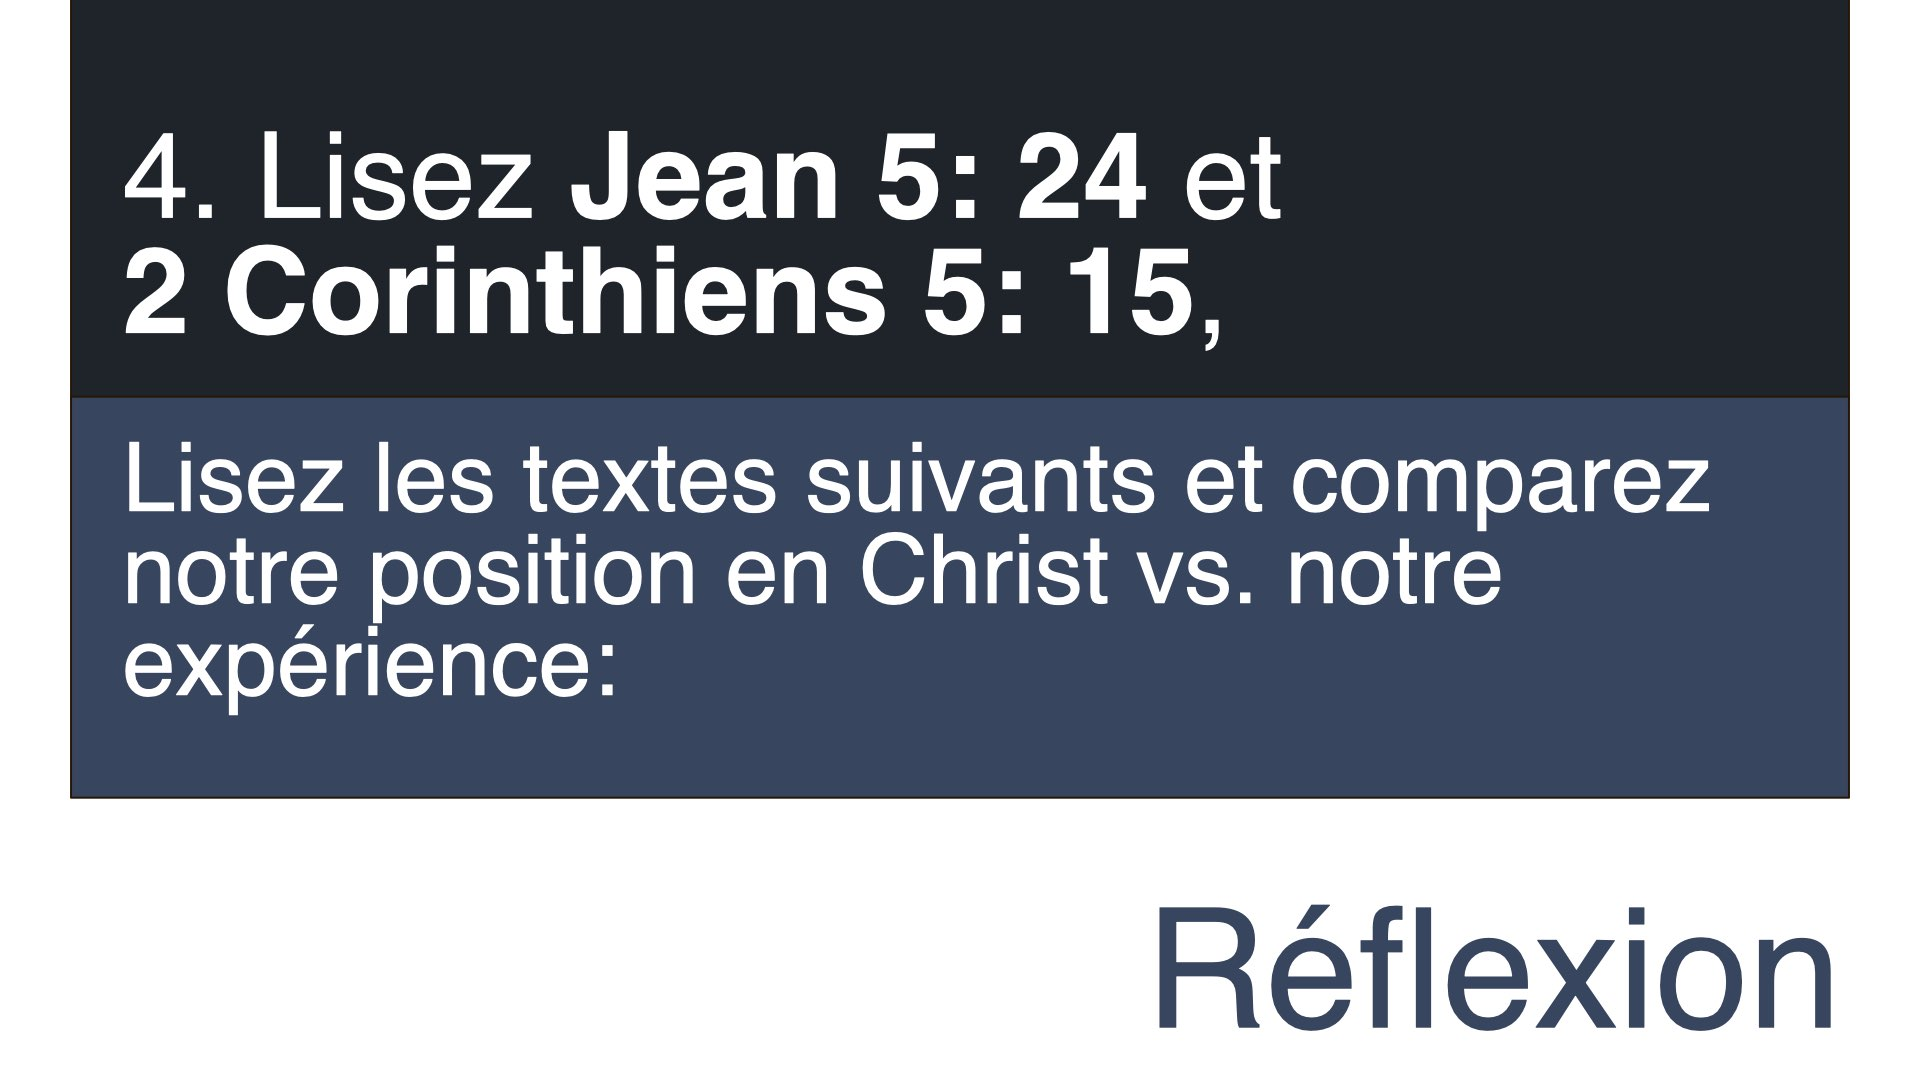 4. Lisez Jean 5: 24 et
2 Corinthiens 5: 15,
Lisez les textes suivants et comparez
notre position en Christ vs. notre
expérience:
Réflexion